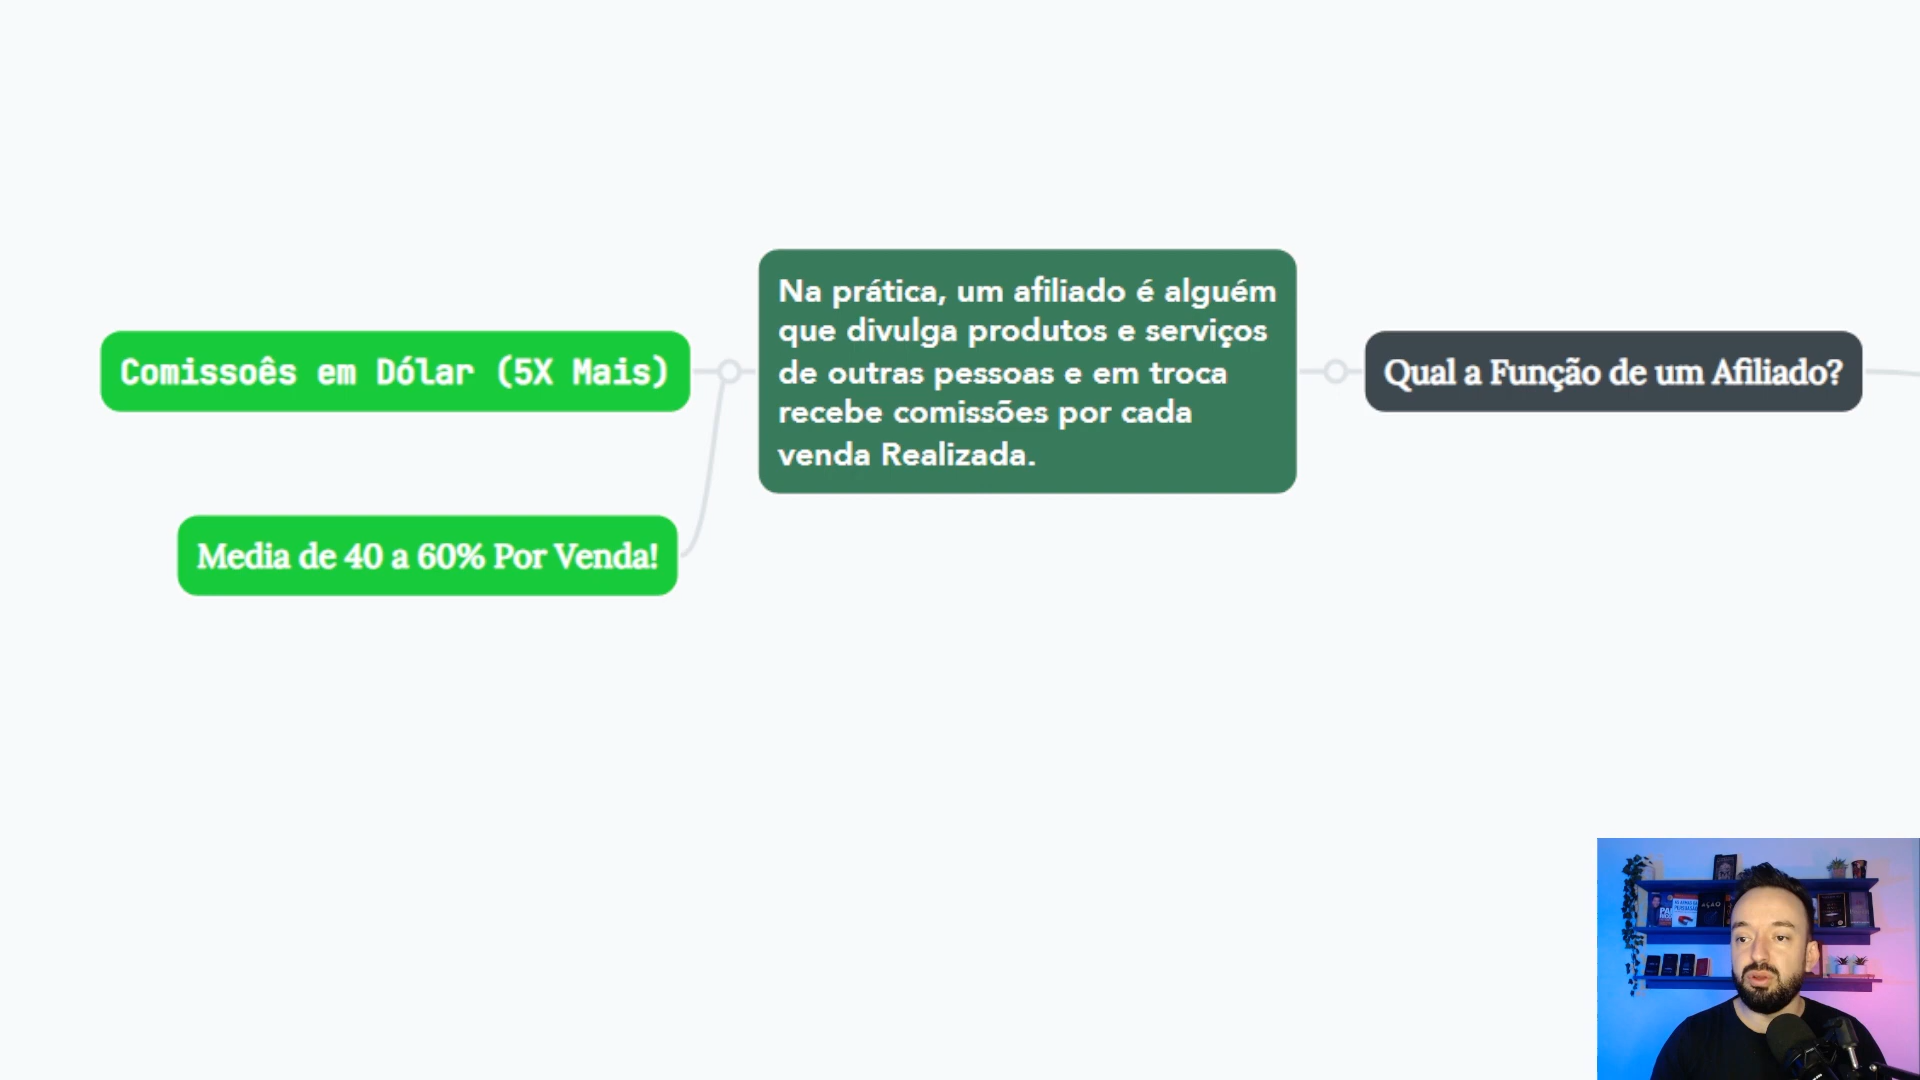 Comissoês em Dólar (5X Mais)
Media de 40 a 60% Por Venda!
Na prática, um afiliado é alguém
que divulga produtos e serviços
de outras pessoas e em troca
recebe comissões por cada
venda Realizada.
Qual a Função de um Afiliado?